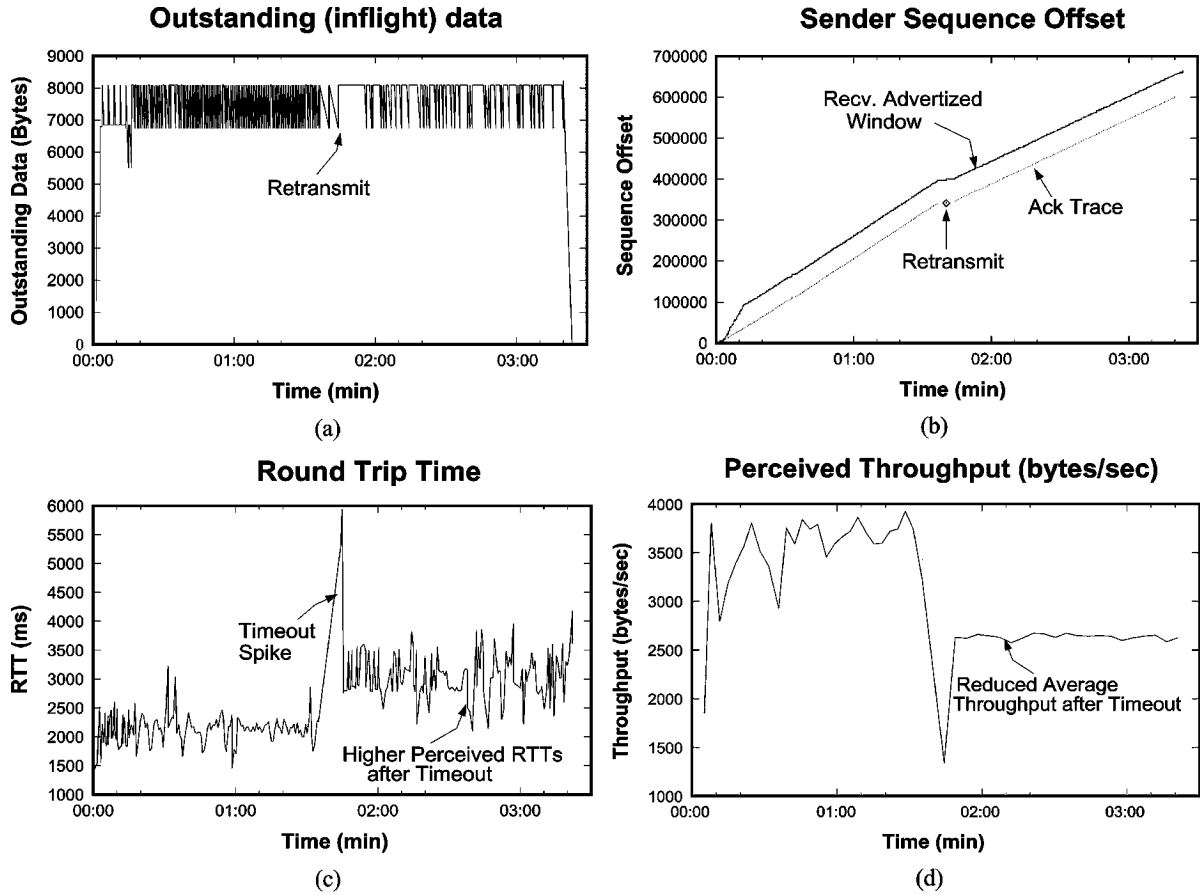 Outstanding (inflight) data
Outstanding Data (Bytes)
9000
8000
7000
6000
5000
4000
3000
2000
1000
0
Retransmit
00:00 01:00 02:00 03:00
Time (min)
(a)
Sender Sequence Offset
Sequence Offset
700000
600000
500000
400000
300000
200000
100000
0
Recv. Advertized
Window
Ack Trace
Retransmit
00:00 01:00 02:00 03:00
Time (min)
(b)
Round Trip Time
RTT (ms)
6000
5500
5000
4500
4000
3500
3000
2500
2000
1500
1000
Timeout
Spike
Higher Perceived RTTs
after Timeout
00:00 01:00 02:00 03:00
Time (min)
(c)
Perceived Throughput (bytes/sec)
Throughput (bytes/sec)
4000
3500
3000
2500
2000
1500
1000
Reduced Average
Throughput after Timeout
00:00 01:00 02:00 03:00
Time (min)
(d)